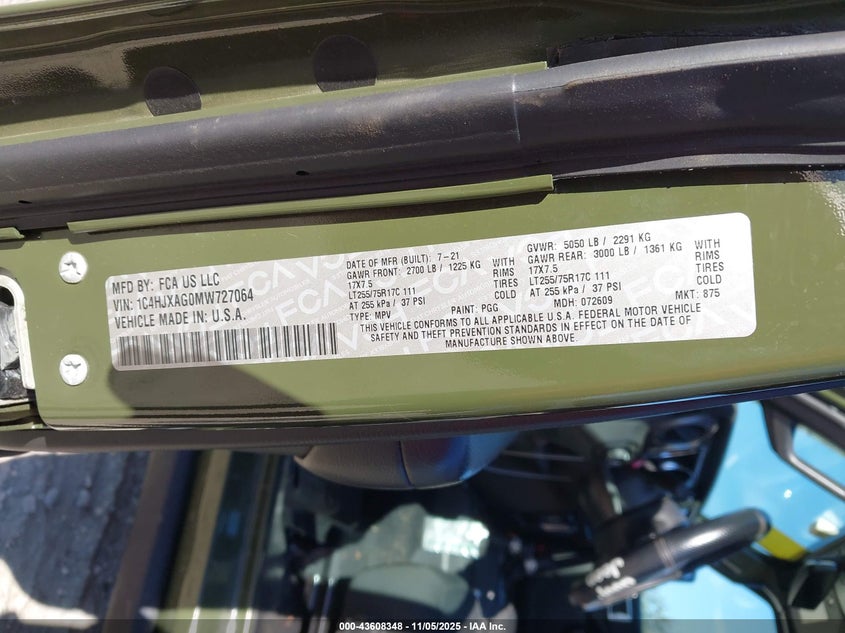 MFD BY: FCA US LLC
VIN: 1C4HJXAG0MW727064
VEHICLE MADE IN: U.S.A.
DATE OF MFR (BUILT): 7-21
GAWR FRONT: 2700 LB / 1225 KG WITH
17X7.5 RIMS
LT255/75R17C 111 TIRES
AT 255 kPa / 37 PSI COLD
TYPE: MPV
GVWR: 5050 LB / 2291 KG
GAWR REAR: 3000 LB / 1361 KG WITH
17X7.5 RIMS
LT255/75R17C 111 TIRES
AT 255 kPa / 37 PSI COLD
PAINT: PGG MDH: 072609 MKT: 875
THIS VEHICLE CONFORMS TO ALL APPLICABLE U.S.A. FEDERAL MOTOR VEHICLE
SAFETY AND THEFT PREVENTION STANDARDS IN EFFECT ON THE DATE OF
MANUFACTURE SHOWN ABOVE.
FCA
Jeep
000-43608348 - 11/05/2025 - IAA Inc.